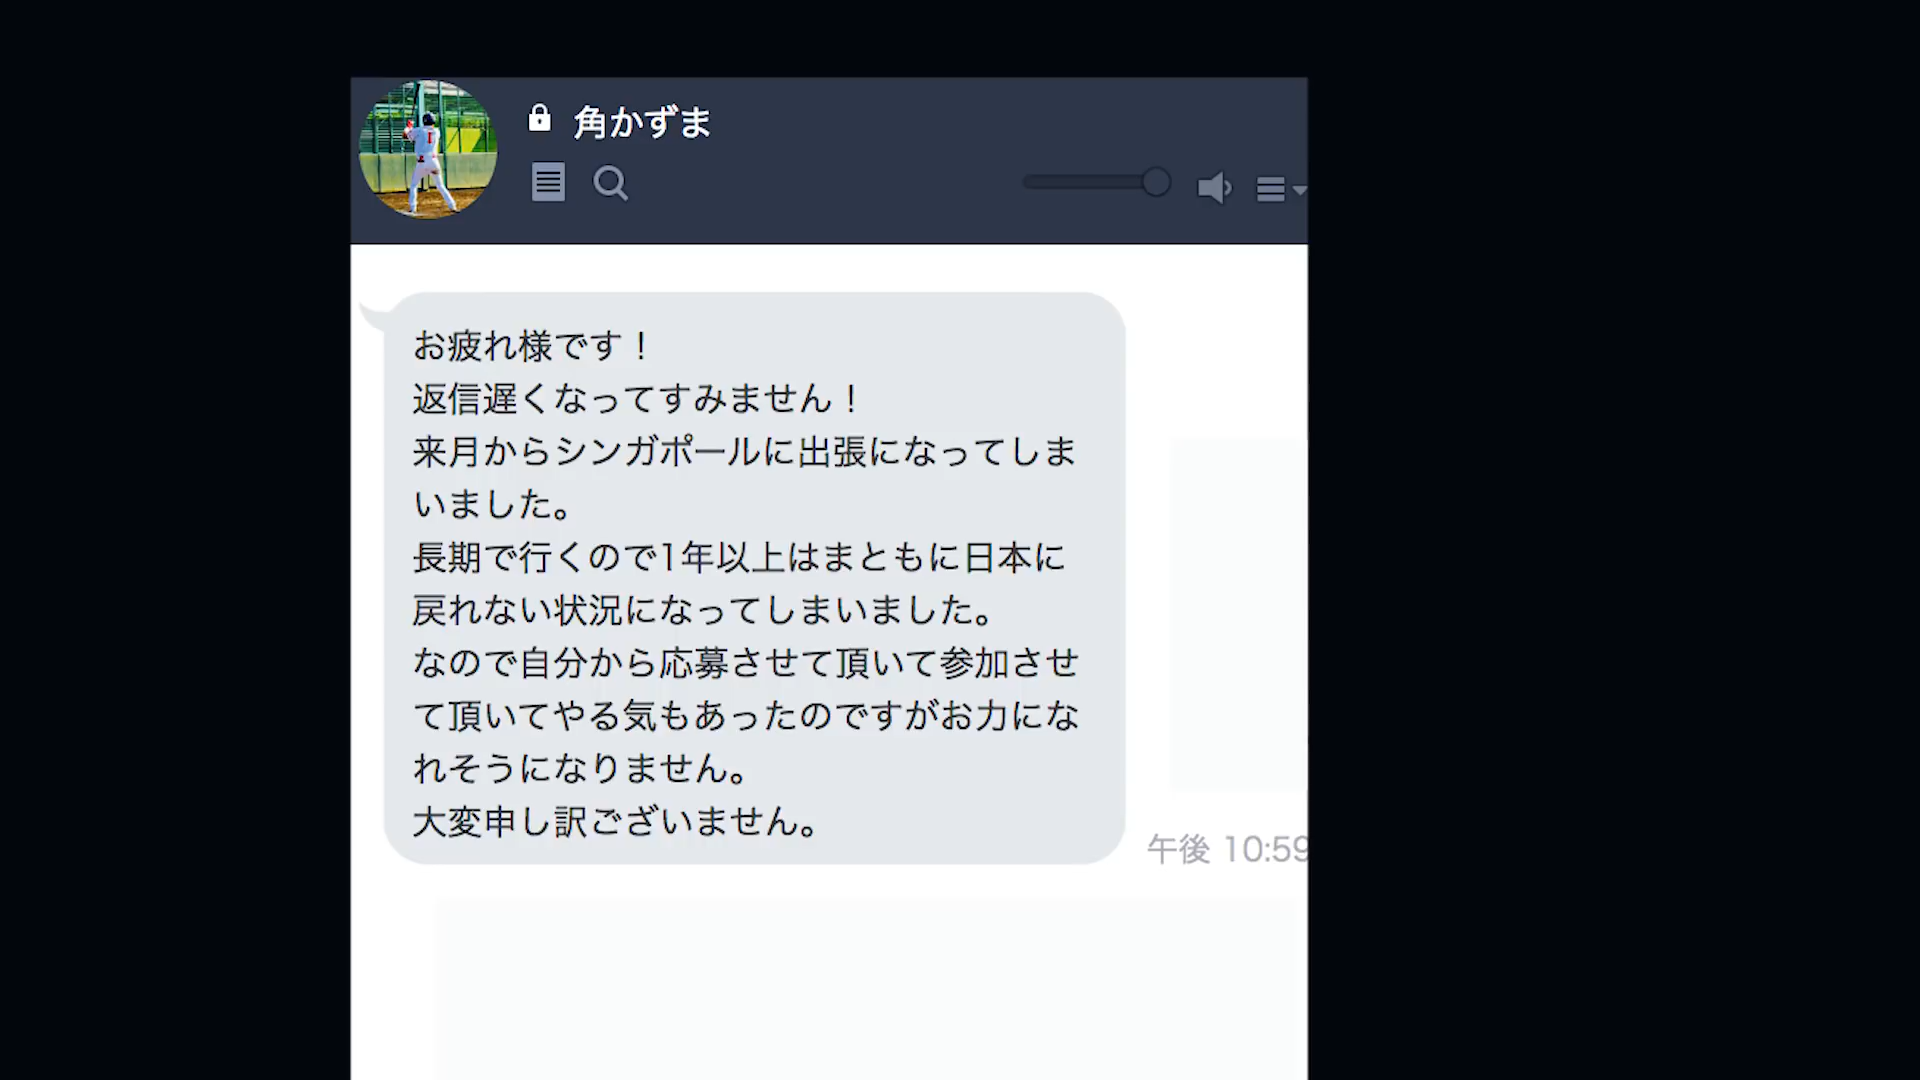 角かずま
お疲れ様です！
返信遅くなってすみません！
来月からシンガポールに出張になってしま
いました。
長期で行くので1年以上はまともに日本に
戻れない状況になってしまいました。
なので自分から応募させて頂いて参加させ
て頂いてやる気もあったのですがお力にな
れそうになりません。
大変申し訳ございません。
午後 10:59